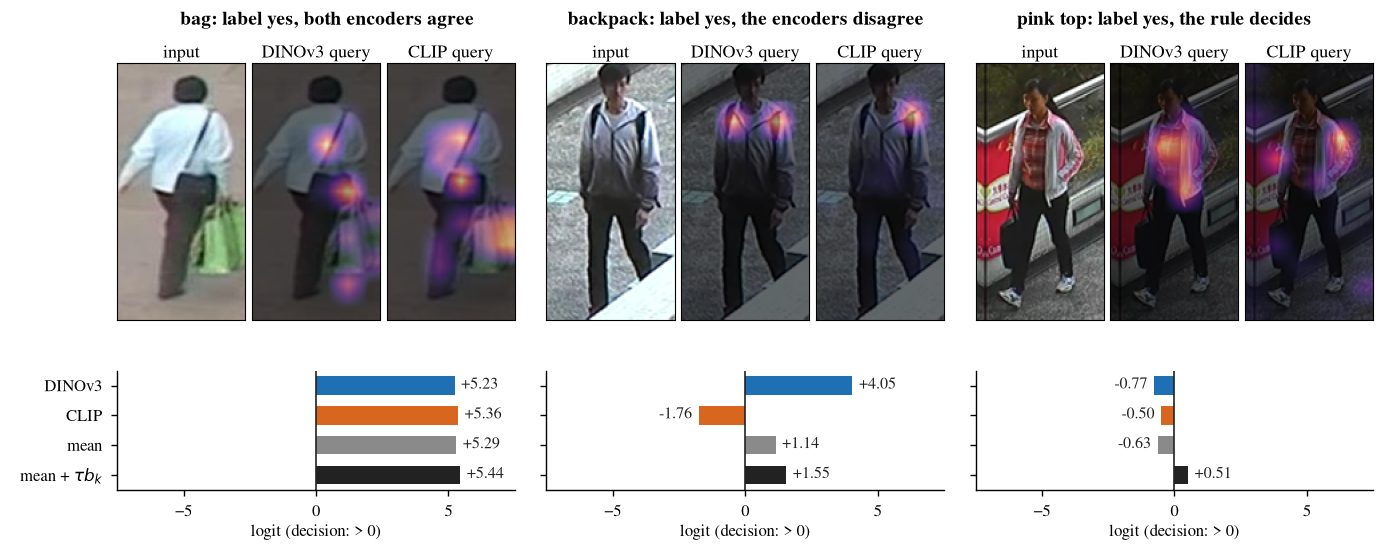 bag: label yes, both encoders agree
input DINOv3 query CLIP query
backpack: label yes, the encoders disagree
input DINOv3 query CLIP query
pink top: label yes, the rule decides
input DINOv3 query CLIP query
DINOv3
CLIP
mean
mean + τb_k
+5.23
+5.36
+5.29
+5.44
−5 0 5
logit (decision: > 0)
+4.05
-1.76
+1.14
+1.55
−5 0 5
logit (decision: > 0)
-0.77
-0.50
-0.63
+0.51
−5 0 5
logit (decision: > 0)